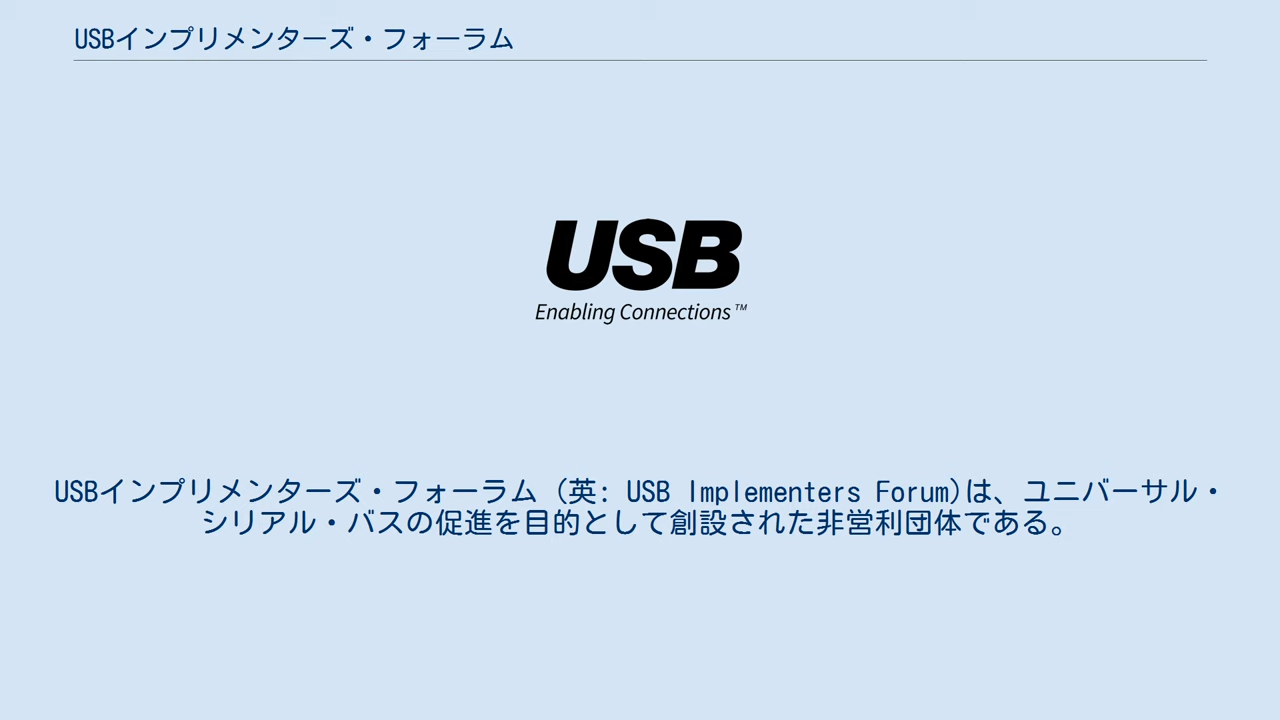 USBインプリメンターズ・フォーラム
USB
Enabling Connections™
USBインプリメンターズ・フォーラム (英: USB Implementers Forum)は、ユニバーサル・
シリアル・バスの促進を目的として創設された非営利団体である。